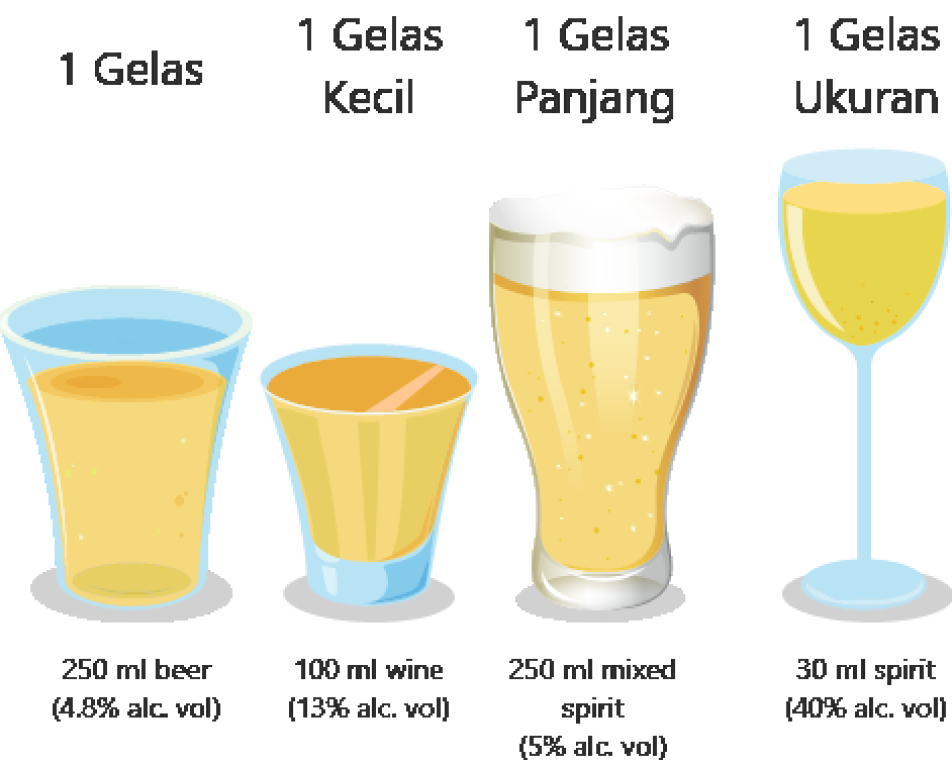 1 Gelas
1 Gelas
Kecil
1 Gelas
Panjang
1 Gelas
Ukuran
250 ml beer
(4.8% alc. vol)
100 ml wine
(13% alc. vol)
250 ml mixed
spirit
(5% alc. vol)
30 ml spirit
(40% alc. vol)